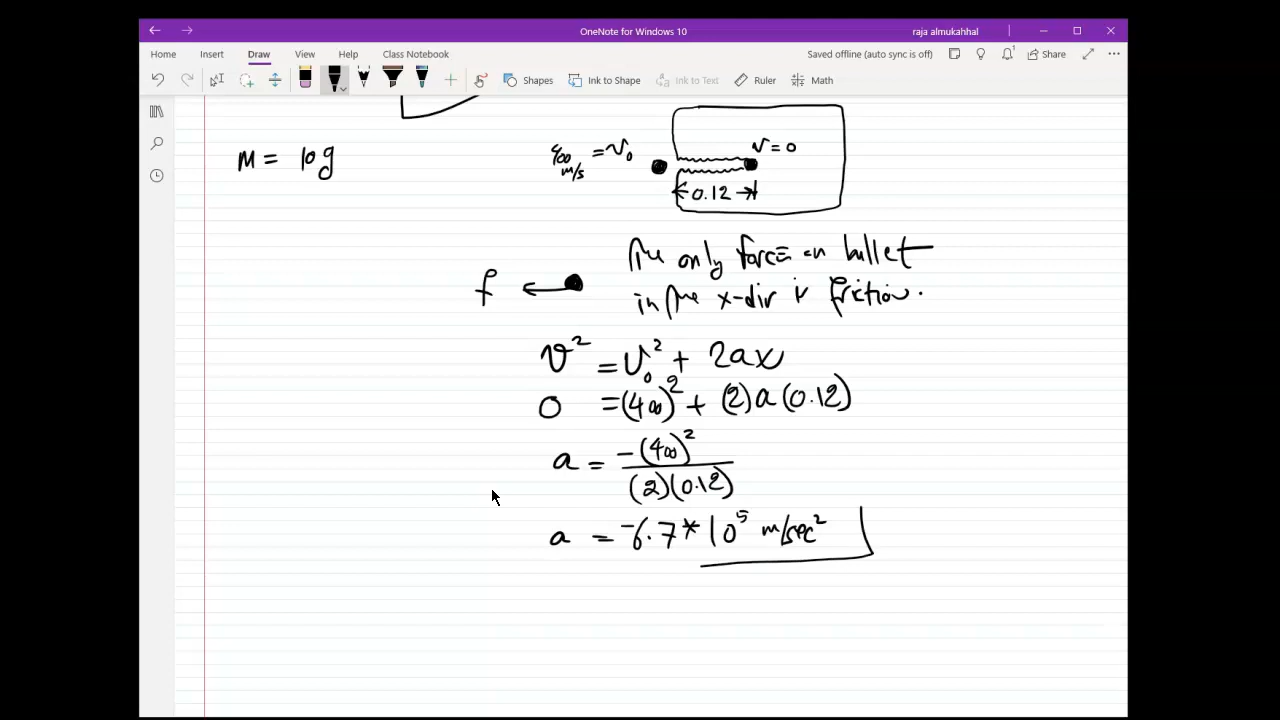 OneNote for Windows 10
raja almukahhal
Home Insert Draw View Help Class Notebook
Saved offline (auto sync is off)
Share
Shapes
Ink to Shape
Ink to Text
Ruler
Math
M = 10g
400 m/s = v₀
v = 0
0.12
The only force on bullet
in the x-dir is friction.
f
v² = v₀² + 2ax
0 = (400)² + (2)a(0.12)
a = -(400)² / (2)(0.12)
a = -6.7*10⁵ m/sec²